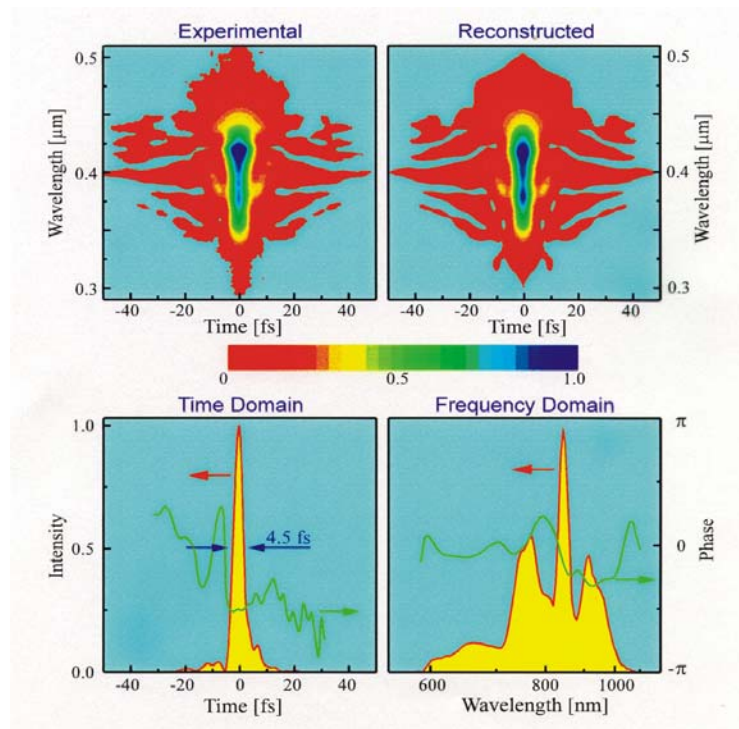 Experimental
Reconstructed
0.5
0.4
0.3
Wavelength [µm]
-40 -20 0 20 40
Time [fs]
-40 -20 0 20 40
Time [fs]
0.5
0.4
0.3
Wavelength [µm]
0 0.5 1.0
Time Domain
Frequency Domain
1.0
0.5
0.0
Intensity
4.5 fs
-40 -20 0 20 40
Time [fs]
600 800 1000
Wavelength [nm]
π
0
-π
Phase